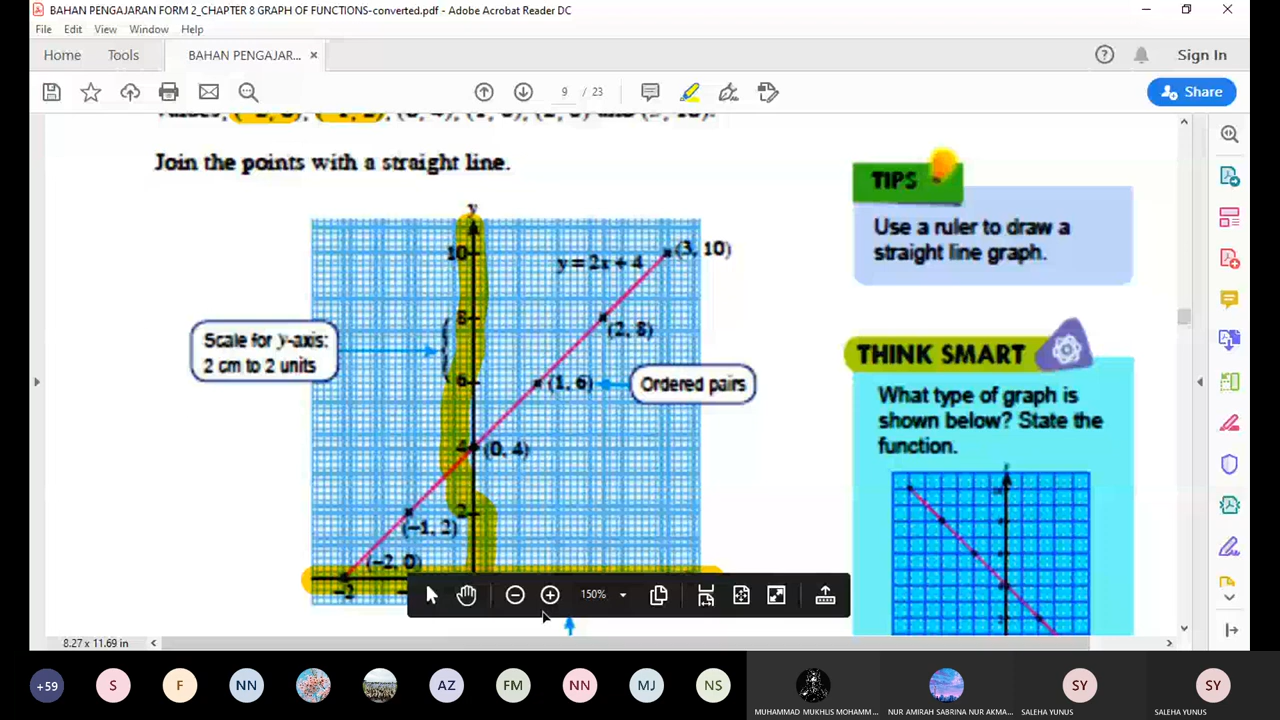 BAHAN PENGAJARAN FORM 2_CHAPTER 8 GRAPH OF FUNCTIONS-converted.pdf - Adobe Acrobat Reader DC
File Edit View Window Help
Home Tools BAHAN PENGAJAR... ×
Sign In
9 / 23
Share
Join the points with a straight line.
y
10
(3, 10)
y = 2x + 4
8
(2, 8)
Scale for y-axis:
2 cm to 2 units
6
(1, 6)
Ordered pairs
4
(0, 4)
2
(−1, 2)
(−2, 0)
−2
TIPS
Use a ruler to draw a
straight line graph.
THINK SMART
What type of graph is
shown below? State the
function.
150%
8.27 x 11.69 in
+59 S F NN AZ FM NN MJ NS SY SY
MUHAMMAD MUKHLIS MOHAMM... NUR AMIRAH SABRINA NUR AKMA... SALEHA YUNUS SALEHA YUNUS